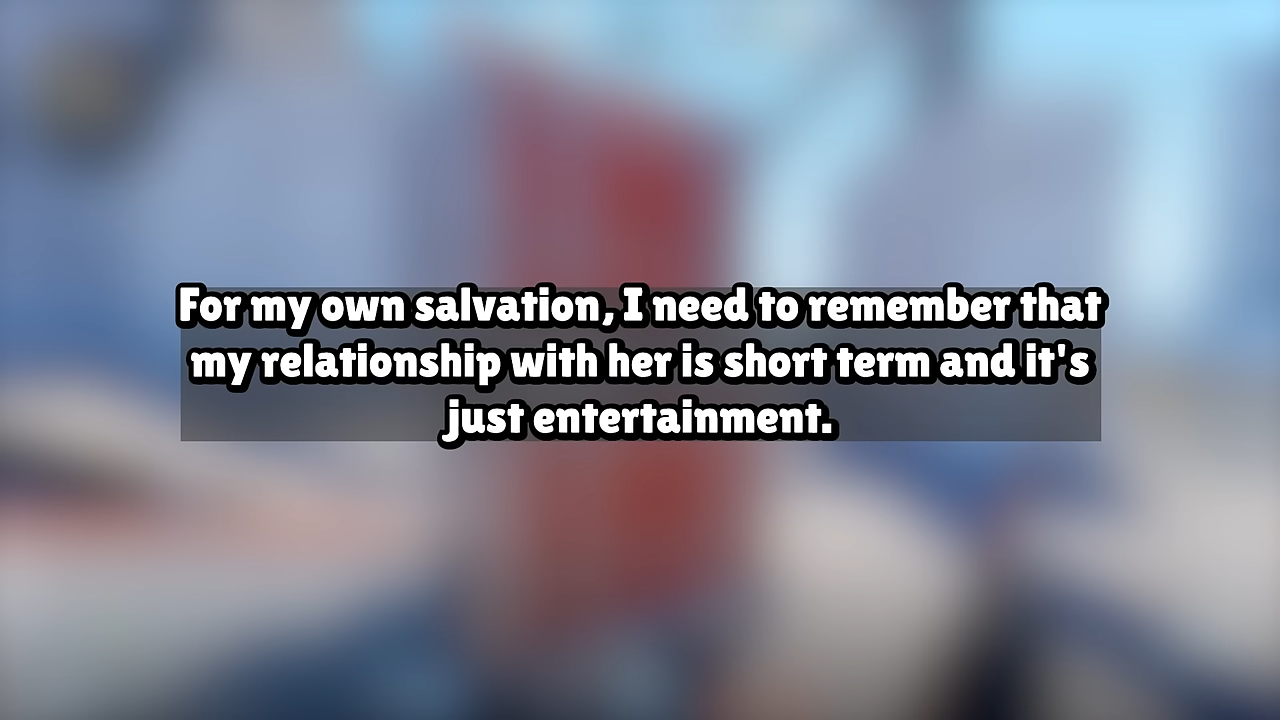 For my own salvation, I need to remember that
my relationship with her is short term and it's
just entertainment.